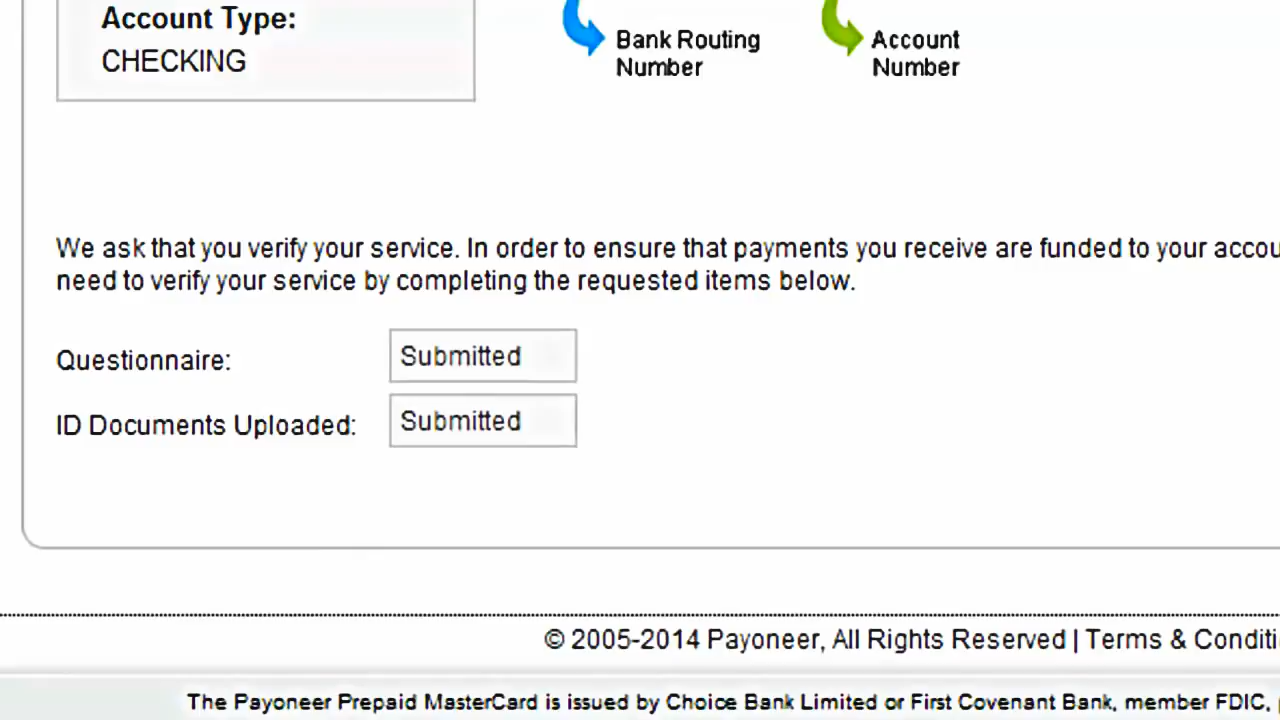 Account Type:
CHECKING
Bank Routing
Number
Account
Number
We ask that you verify your service. In order to ensure that payments you receive are funded to your accou
need to verify your service by completing the requested items below.
Questionnaire: Submitted
ID Documents Uploaded: Submitted
© 2005-2014 Payoneer, All Rights Reserved | Terms & Conditi
The Payoneer Prepaid MasterCard is issued by Choice Bank Limited or First Covenant Bank, member FDIC,